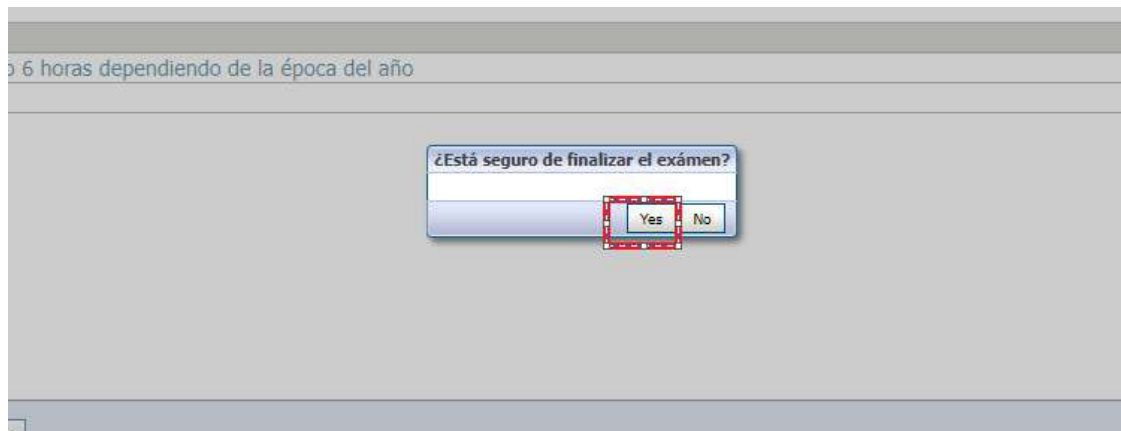 o 6 horas dependiendo de la época del año
¿Está seguro de finalizar el exámen?
Yes No